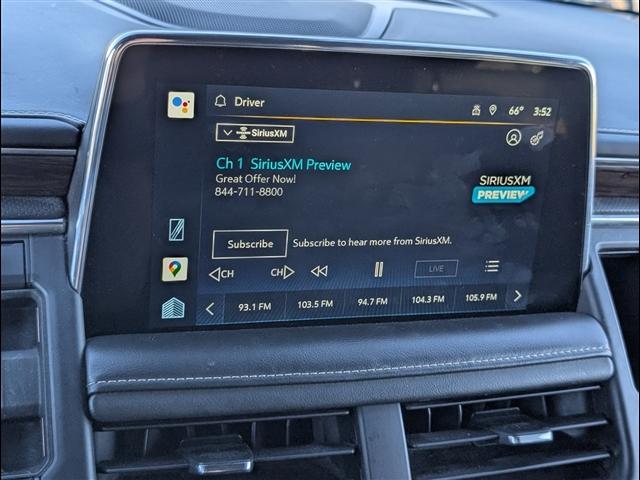 Driver
66° 3:52
SiriusXM
Ch 1 SiriusXM Preview
Great Offer Now!
844-711-8800
SIRIUSXM
PREVIEW
Subscribe
Subscribe to hear more from SiriusXM.
CH CH LIVE
93.1 FM 103.5 FM 94.7 FM 104.3 FM 105.9 FM